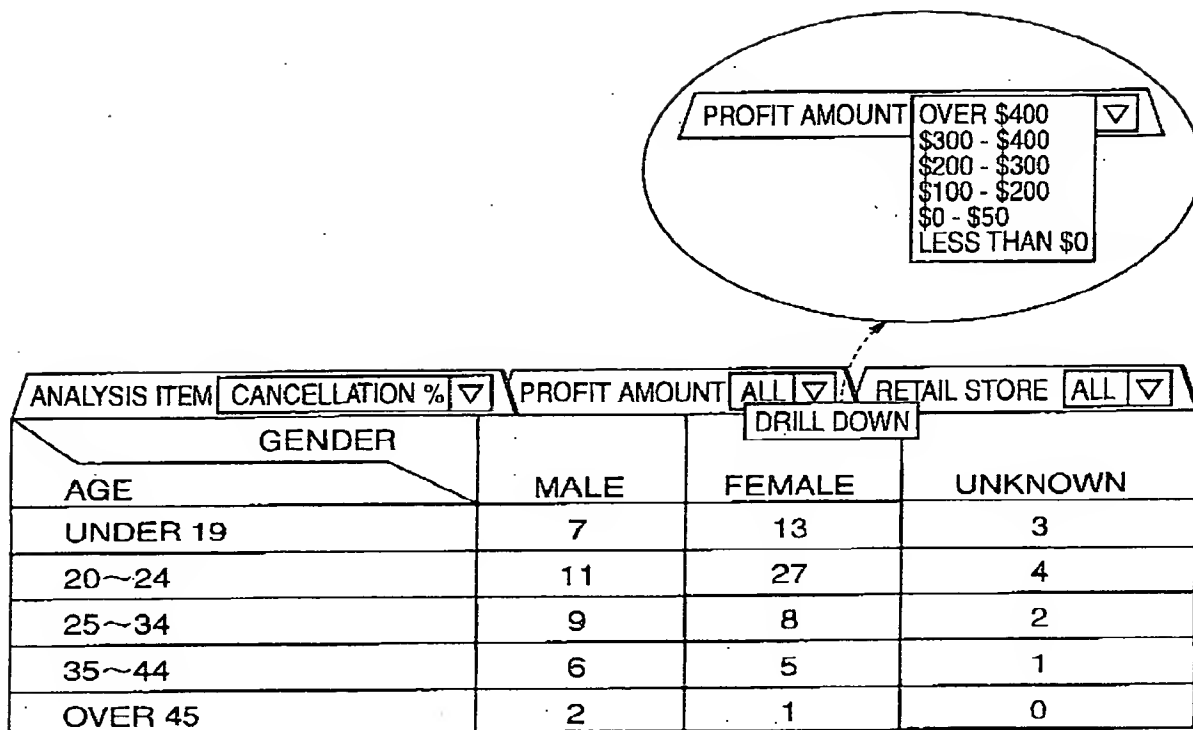 PROFIT AMOUNT OVER $400
$300 - $400
$200 - $300
$100 - $200
$0 - $50
LESS THAN $0
ANALYSIS ITEM CANCELLATION % ▽ PROFIT AMOUNT ALL ▽ RETAIL STORE ALL ▽
DRILL DOWN
GENDER
AGE MALE FEMALE UNKNOWN
UNDER 19 7 13 3
20~24 11 27 4
25~34 9 8 2
35~44 6 5 1
OVER 45 2 1 0